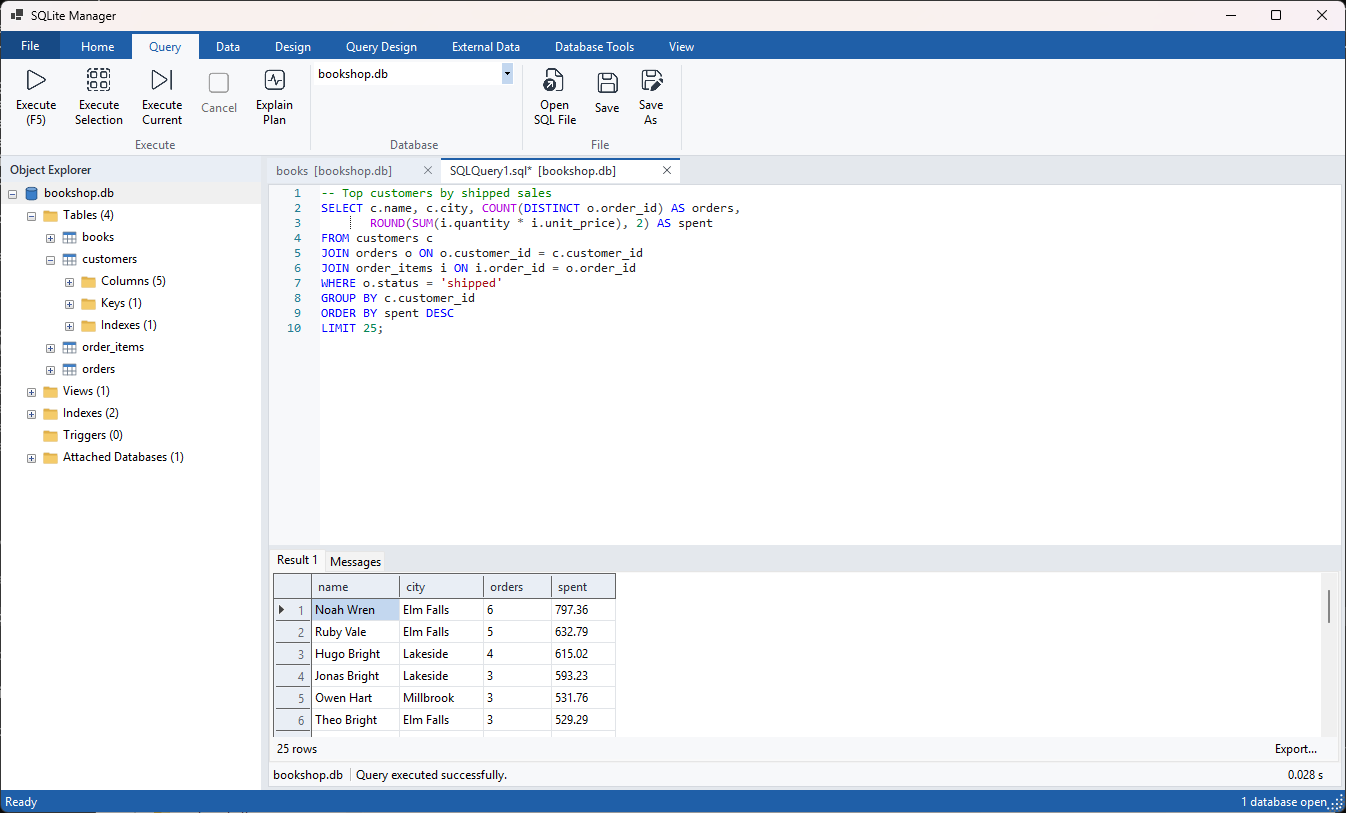 SQLite Manager
File Home Query Data Design Query Design External Data Database Tools View
Execute (F5)
Execute Selection
Execute Current
Cancel
Explain Plan
Execute
bookshop.db
Database
Open SQL File
Save
Save As
File
Object Explorer
bookshop.db
Tables (4)
books
customers
Columns (5)
Keys (1)
Indexes (1)
order_items
orders
Views (1)
Indexes (2)
Triggers (0)
Attached Databases (1)
books [bookshop.db]
SQLQuery1.sql* [bookshop.db]
1 -- Top customers by shipped sales
2 SELECT c.name, c.city, COUNT(DISTINCT o.order_id) AS orders,
3 ROUND(SUM(i.quantity * i.unit_price), 2) AS spent
4 FROM customers c
5 JOIN orders o ON o.customer_id = c.customer_id
6 JOIN order_items i ON i.order_id = o.order_id
7 WHERE o.status = 'shipped'
8 GROUP BY c.customer_id
9 ORDER BY spent DESC
10 LIMIT 25;
Result 1 Messages
name city orders spent
1 Noah Wren Elm Falls 6 797.36
2 Ruby Vale Elm Falls 5 632.79
3 Hugo Bright Lakeside 4 615.02
4 Jonas Bright Lakeside 3 593.23
5 Owen Hart Millbrook 3 531.76
6 Theo Bright Elm Falls 3 529.29
25 rows Export...
bookshop.db Query executed successfully. 0.028 s
Ready 1 database open